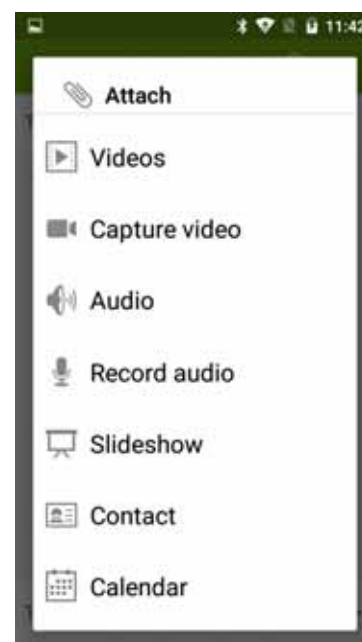 11:42
Attach
Videos
Capture video
Audio
Record audio
Slideshow
Contact
Calendar